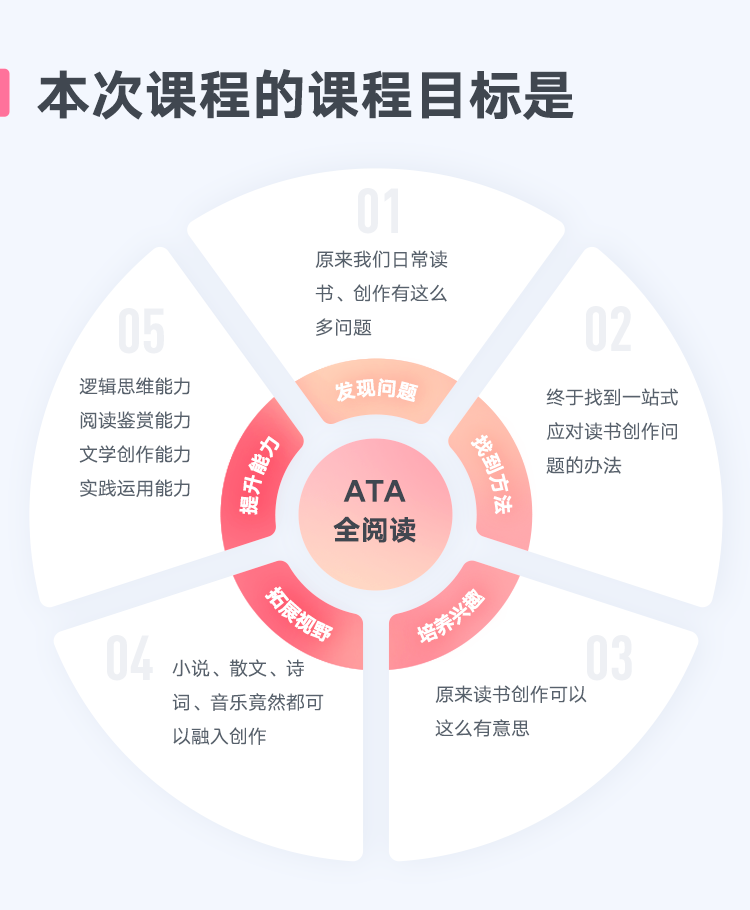 本次课程的课程目标是
01
原来我们日常读
书、创作有这么
多问题
发现问题
02
终于找到一站式
应对读书创作问
题的办法
找到方法
03
原来读书创作可以
这么有意思
培养兴趣
04
小说、散文、诗
词、音乐竟然都可
以融入创作
拓展视野
05
逻辑思维能力
阅读鉴赏能力
文学创作能力
实践运用能力
提升能力
ATA
全阅读